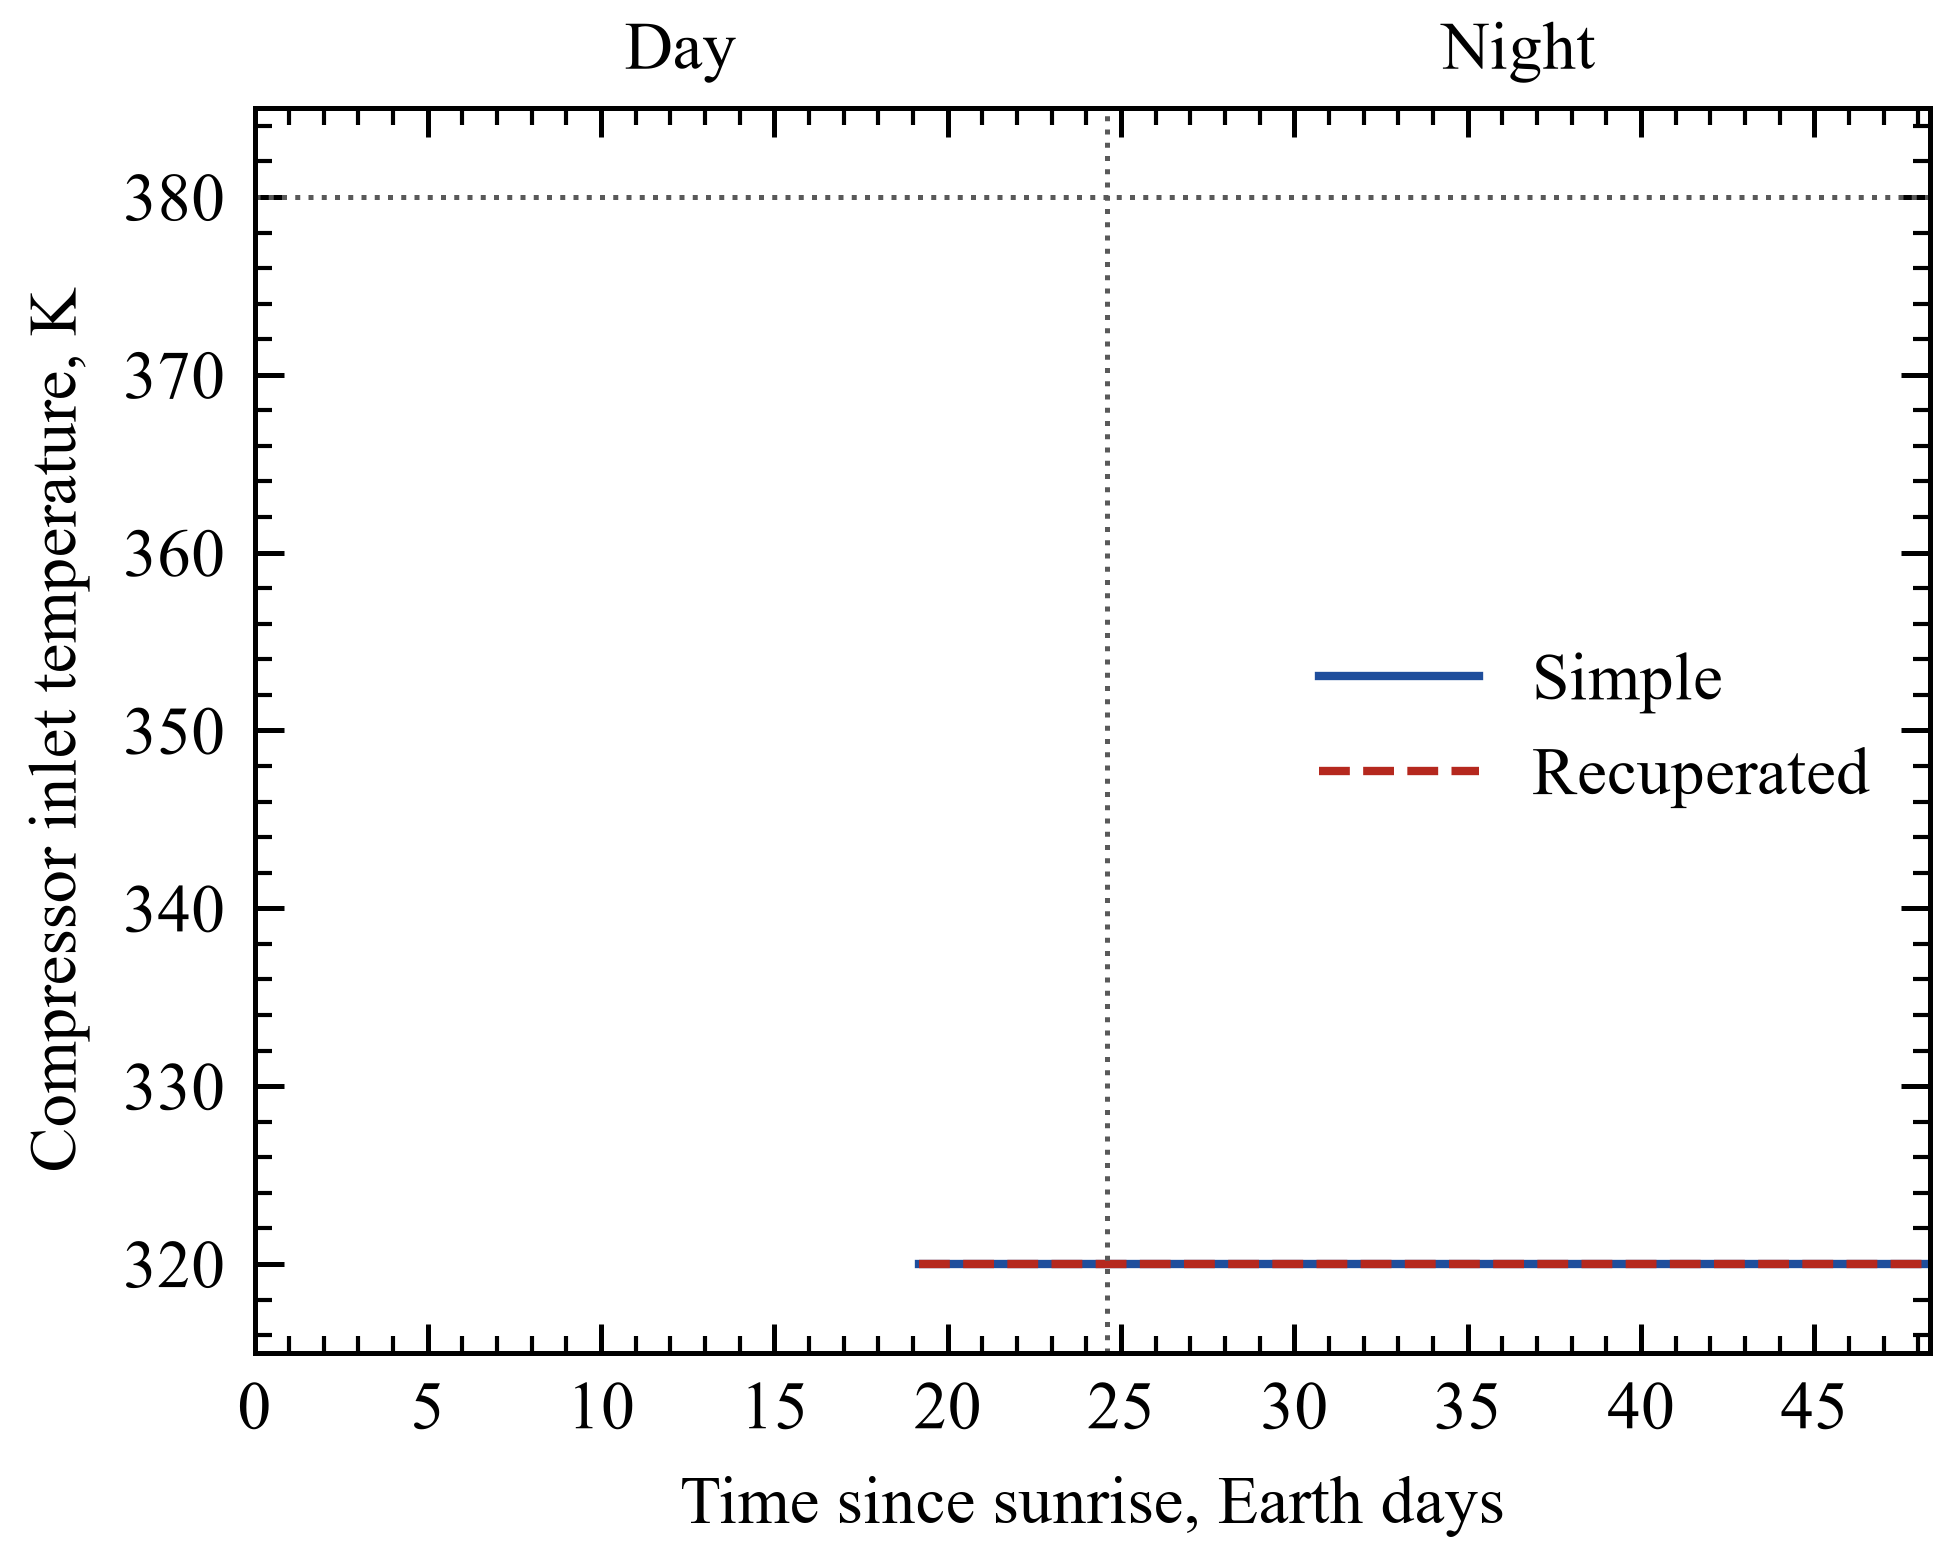 Day
Night
380
370
360
350
340
330
320
Compressor inlet temperature, K
Simple
Recuperated
0 5 10 15 20 25 30 35 40 45
Time since sunrise, Earth days